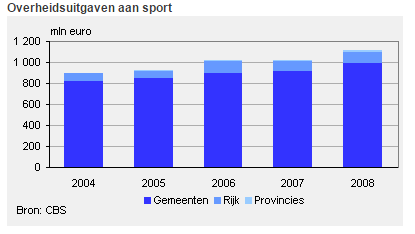 Overheidsuitgaven aan sport
mln euro
1 200
1 000
800
600
400
200
0
2004 2005 2006 2007 2008
Gemeenten Rijk Provincies
Bron: CBS